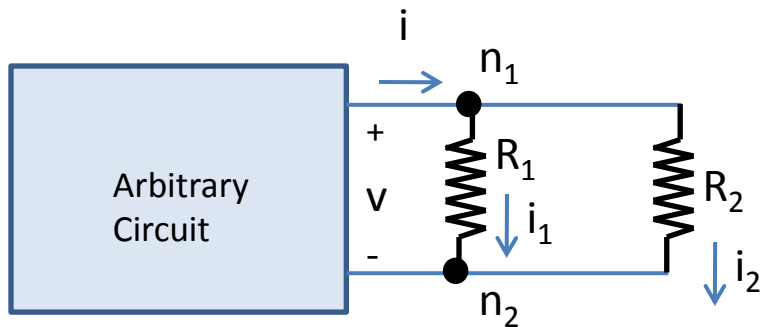 i
n₁
+
Arbitrary
Circuit
v
-
R₁
i₁
R₂
i₂
n₂